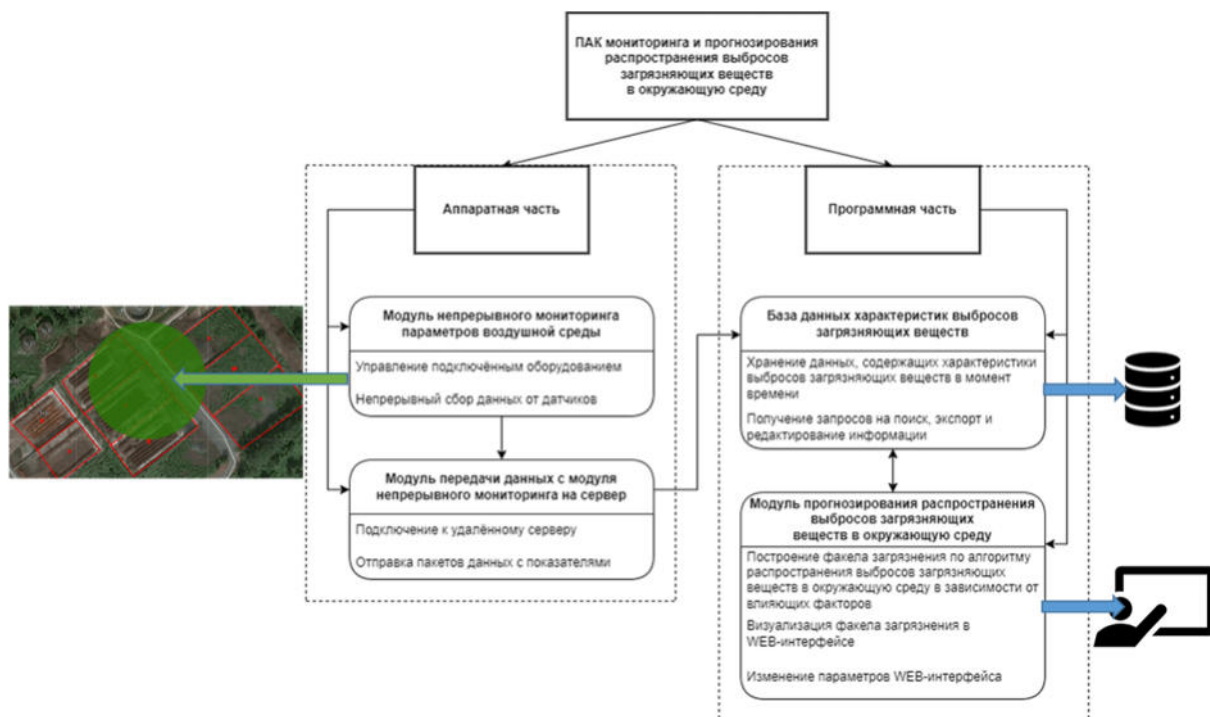 ПАК мониторинга и прогнозирования
распространения выбросов
загрязняющих веществ
в окружающую среду
Аппаратная часть
Модуль непрерывного мониторинга
параметров воздушной среды
Управление подключённым оборудованием
Непрерывный сбор данных от датчиков
Модуль передачи данных с модуля
непрерывного мониторинга на сервер
Подключение к удалённому серверу
Отправка пакетов данных с показателями
Программная часть
База данных характеристик выбросов
загрязняющих веществ
Хранение данных, содержащих характеристики
выбросов загрязняющих веществ в момент
времени
Получение запросов на поиск, экспорт и
редактирование информации
Модуль прогнозирования распространения
выбросов загрязняющих
веществ в окружающую среду
Построение факела загрязнения по алгоритму
распространения выбросов загрязняющих
веществ в окружающую среду в зависимости от
влияющих факторов
Визуализация факела загрязнения в
WEB-интерфейсе
Изменение параметров WEB-интерфейса